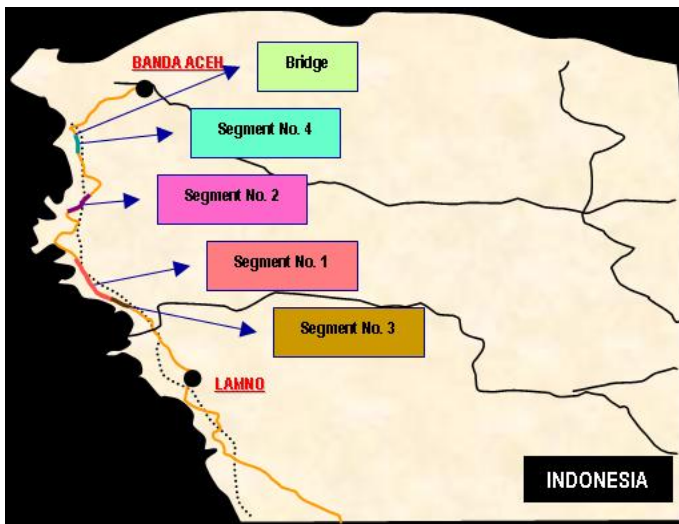 BANDA ACEH
Bridge
Segment No. 4
Segment No. 2
Segment No. 1
Segment No. 3
LAMNO
INDONESIA